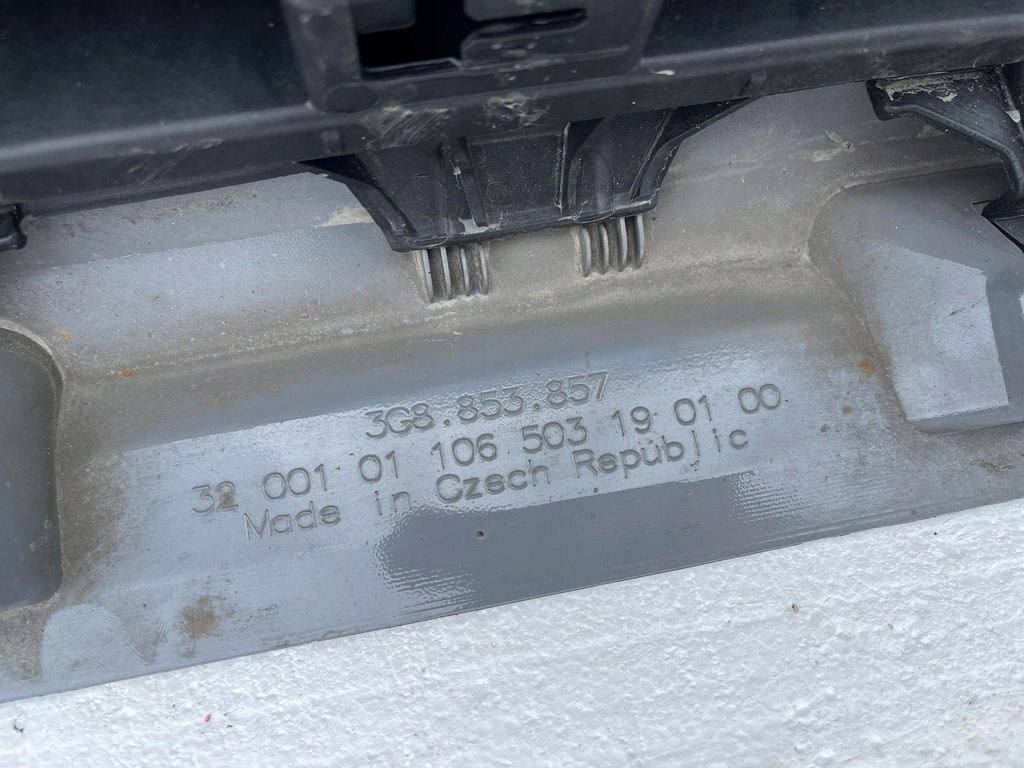 3G8.853.857
32 001 01 106 503 19 01 00
Made in Czech Republic